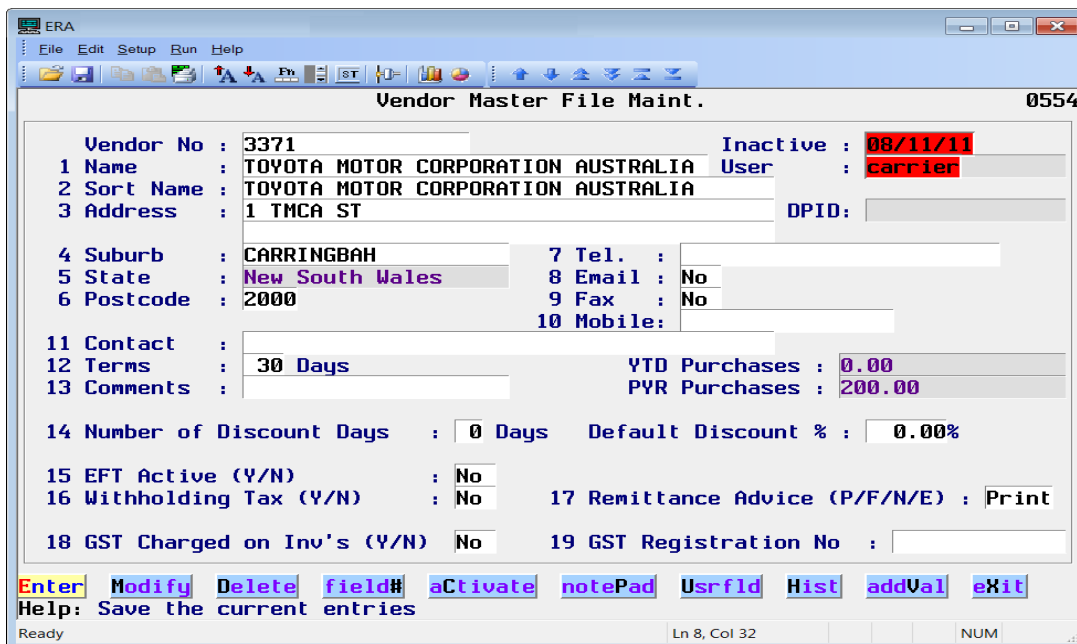 ERA
File Edit Setup Run Help
A A Fn ST
Vendor Master File Maint. 0554
Vendor No : 3371 Inactive : 08/11/11
1 Name : TOYOTA MOTOR CORPORATION AUSTRALIA User : carrier
2 Sort Name : TOYOTA MOTOR CORPORATION AUSTRALIA
3 Address : 1 TMCA ST DPID:
4 Suburb : CARRINGBAH 7 Tel. :
5 State : New South Wales 8 Email : No
6 Postcode : 2000 9 Fax : No
10 Mobile:
11 Contact :
12 Terms : 30 Days YTD Purchases : 0.00
13 Comments : PYR Purchases : 200.00
14 Number of Discount Days : 0 Days Default Discount % : 0.00%
15 EFT Active (Y/N) : No
16 Withholding Tax (Y/N) : No 17 Remittance Advice (P/F/N/E) : Print
18 GST Charged on Inv's (Y/N) No 19 GST Registration No :
Enter Modify Delete field# aCtivate notePad Usrfld Hist addVal eXit
Help: Save the current entries
Ready Ln 8, Col 32 NUM